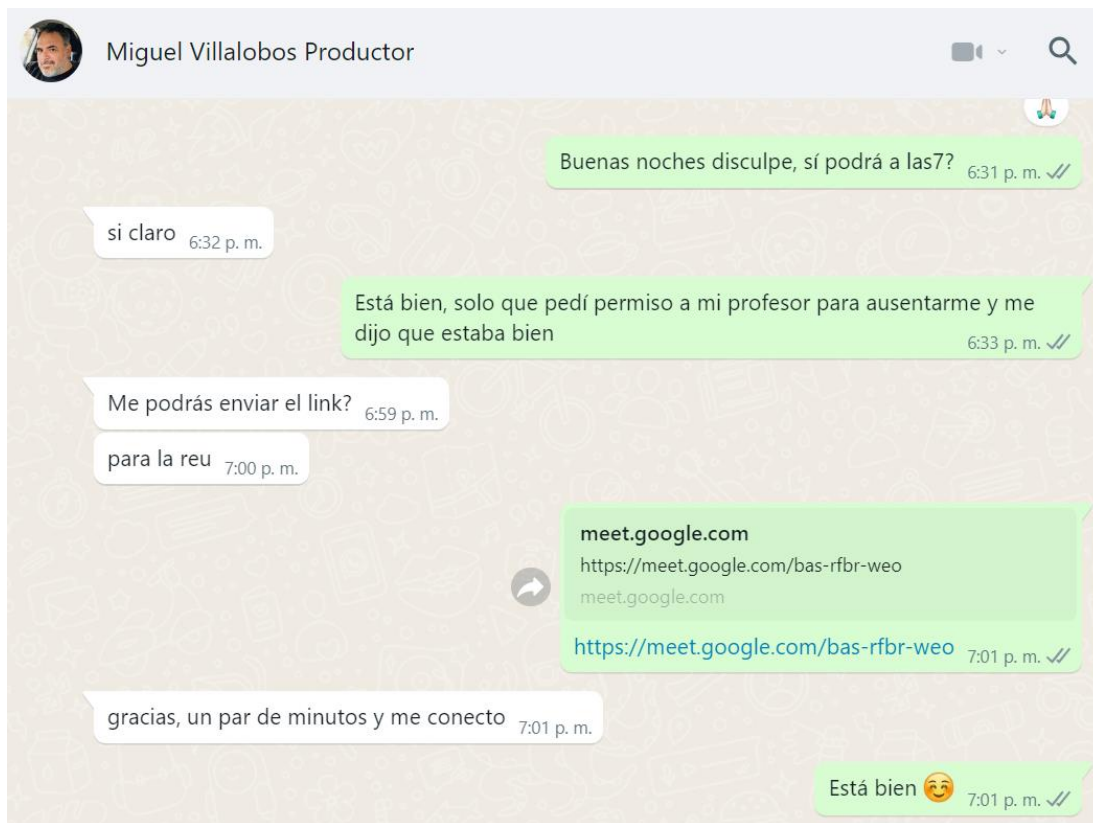 Miguel Villalobos Productor
Buenas noches disculpe, sí podrá a las7? 6:31 p. m.
si claro 6:32 p. m.
Está bien, solo que pedí permiso a mi profesor para ausentarme y me
dijo que estaba bien 6:33 p. m.
Me podrás enviar el link? 6:59 p. m.
para la reu 7:00 p. m.
meet.google.com
https://meet.google.com/bas-rfbr-weo
meet.google.com
https://meet.google.com/bas-rfbr-weo 7:01 p. m.
gracias, un par de minutos y me conecto 7:01 p. m.
Está bien ☺️ 7:01 p. m.